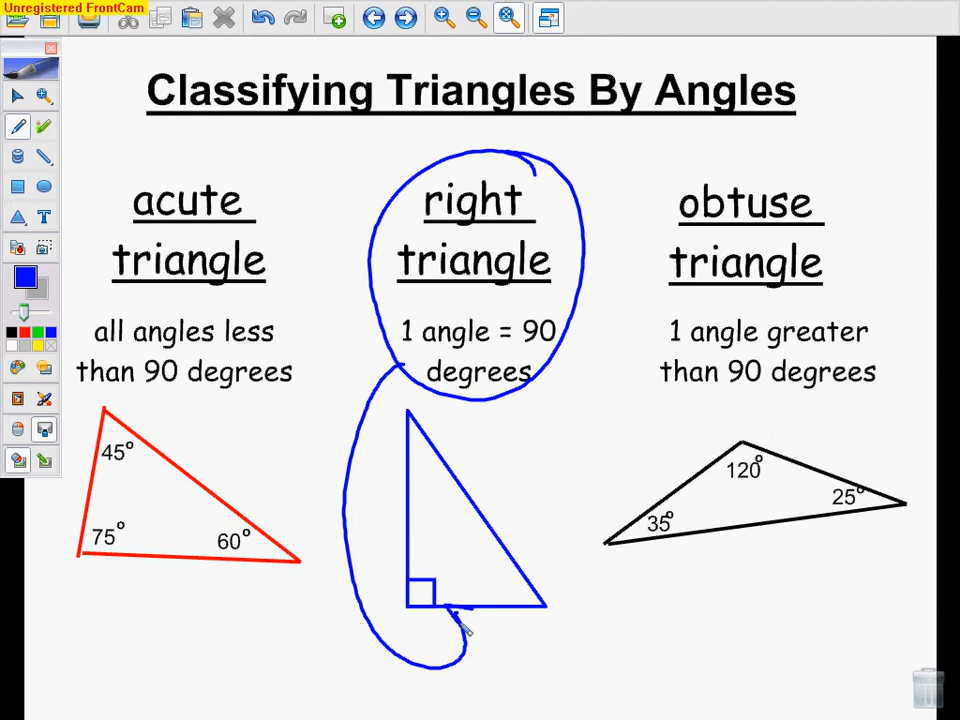 Unregistered FrontCam
Classifying Triangles By Angles
acute
triangle
all angles less
than 90 degrees
right
triangle
1 angle = 90
degrees
obtuse
triangle
1 angle greater
than 90 degrees
45°
75°
60°
120°
25°
35°